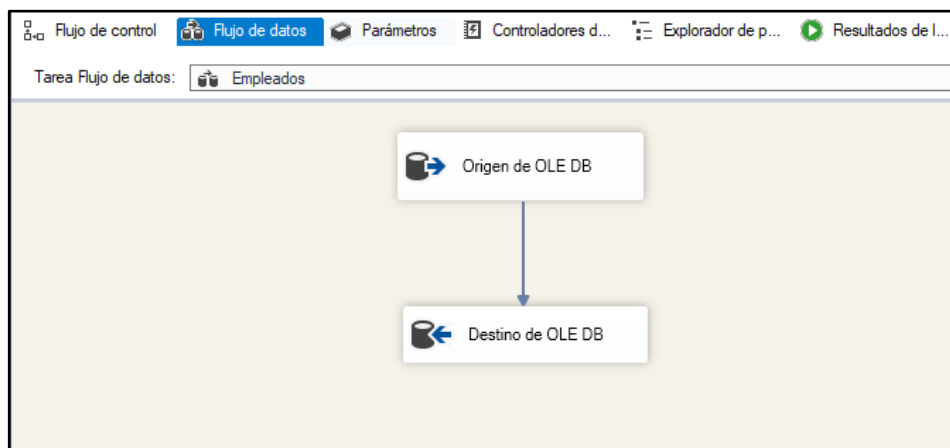 Flujo de control Flujo de datos Parámetros Controladores d... Explorador de p... Resultados de l...
Tarea Flujo de datos: Empleados
Origen de OLE DB
Destino de OLE DB